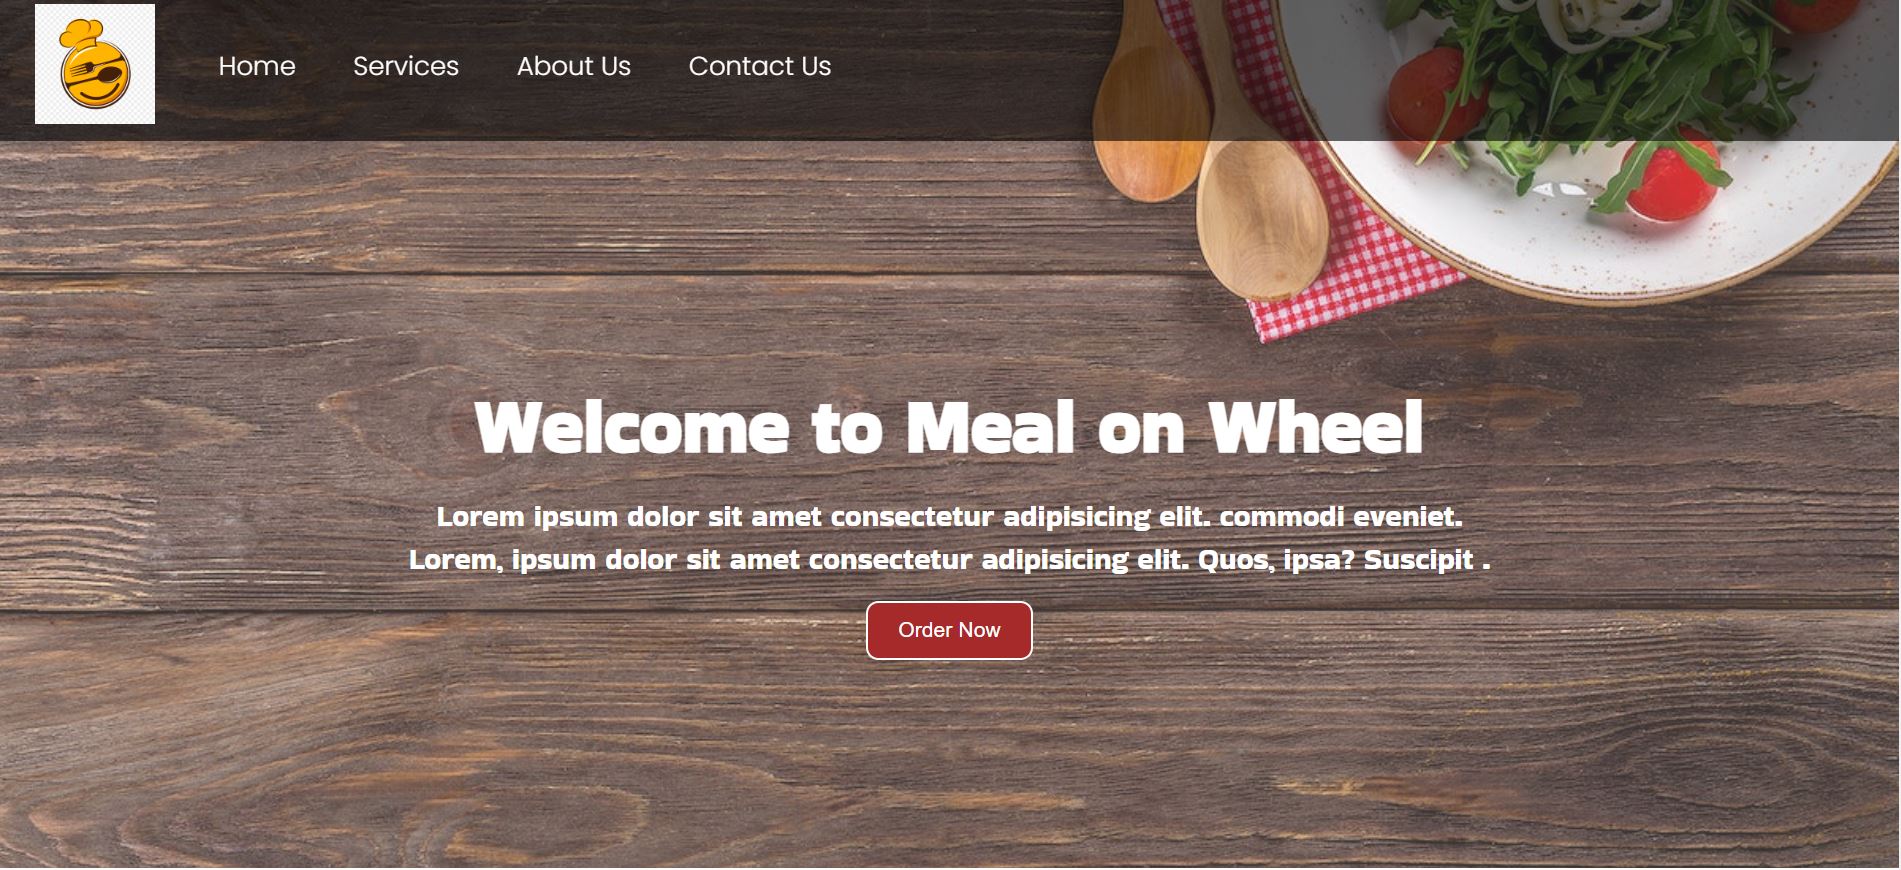 Home Services About Us Contact Us
Welcome to Meal on Wheel
Lorem ipsum dolor sit amet consectetur adipisicing elit. commodi eveniet.
Lorem, ipsum dolor sit amet consectetur adipisicing elit. Quos, ipsa? Suscipit .
Order Now